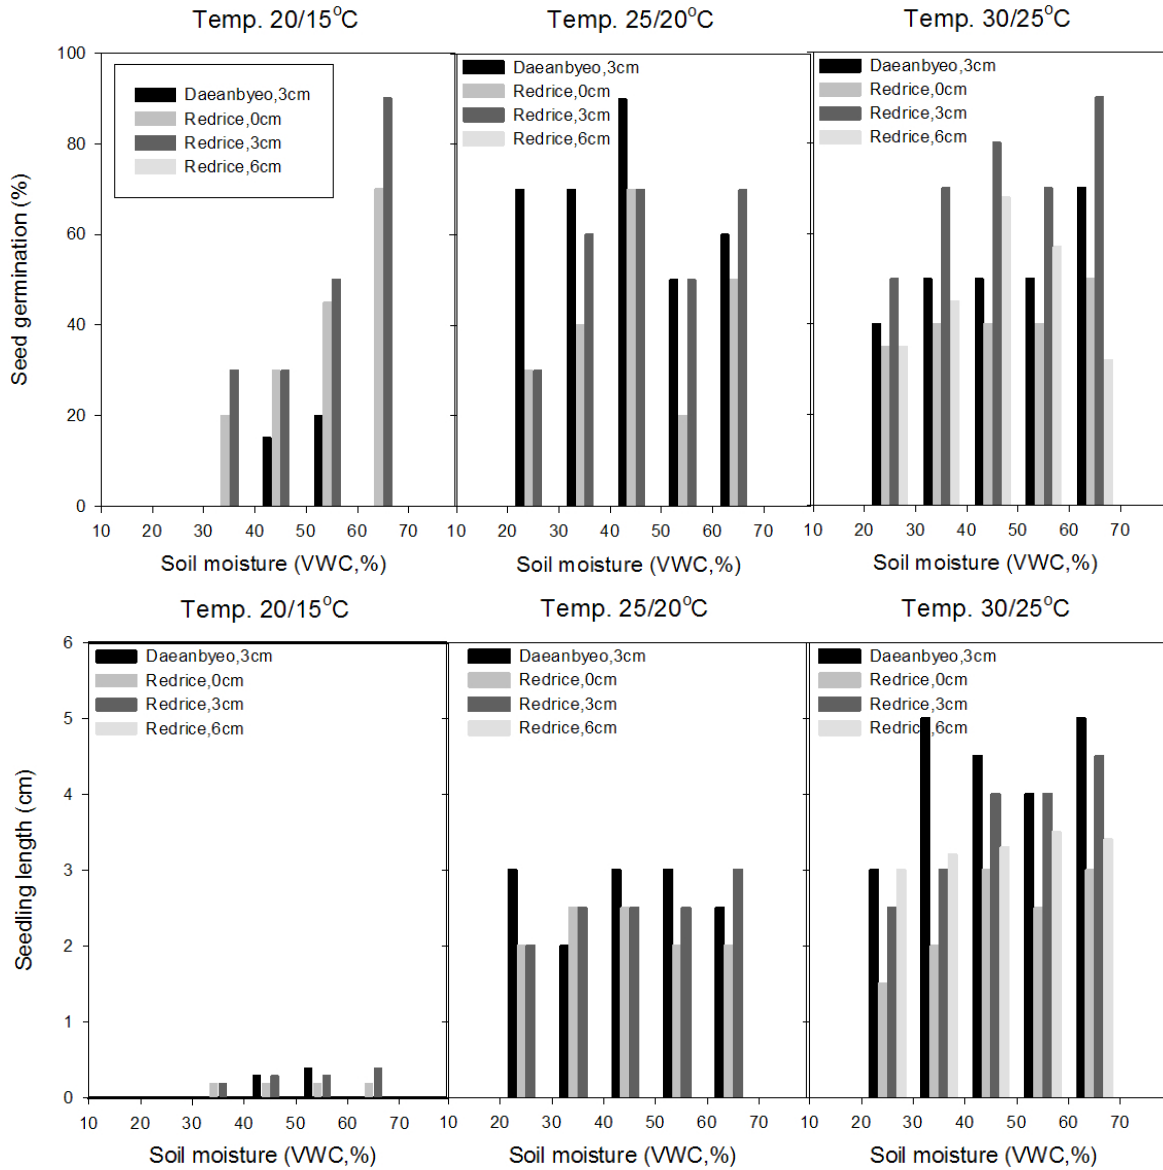 Temp. 20/15°C Temp. 25/20°C Temp. 30/25°C
Seed germination (%)
100
80
60
40
20
0
Daeanbyeo,3cm
Redrice,0cm
Redrice,3cm
Redrice,6cm
Daeanbyeo,3cm
Redrice,0cm
Redrice,3cm
Redrice,6cm
Daeanbyeo,3cm
Redrice,0cm
Redrice,3cm
Redrice,6cm
10 20 30 40 50 60 70 10 20 30 40 50 60 70 10 20 30 40 50 60 70
Soil moisture (VWC,%) Soil moisture (VWC,%) Soil moisture (VWC,%)
Temp. 20/15°C Temp. 25/20°C Temp. 30/25°C
Seedling length (cm)
6
5
4
3
2
1
0
Daeanbyeo,3cm
Redrice,0cm
Redrice,3cm
Redrice,6cm
Daeanbyeo,3cm
Redrice,0cm
Redrice,3cm
Redrice,6cm
Daeanbyeo,3cm
Redrice,0cm
Redrice,3cm
Redrice,6cm
10 20 30 40 50 60 70 10 20 30 40 50 60 70 10 20 30 40 50 60 70
Soil moisture (VWC,%) Soil moisture (VWC,%) Soil moisture (VWC,%)